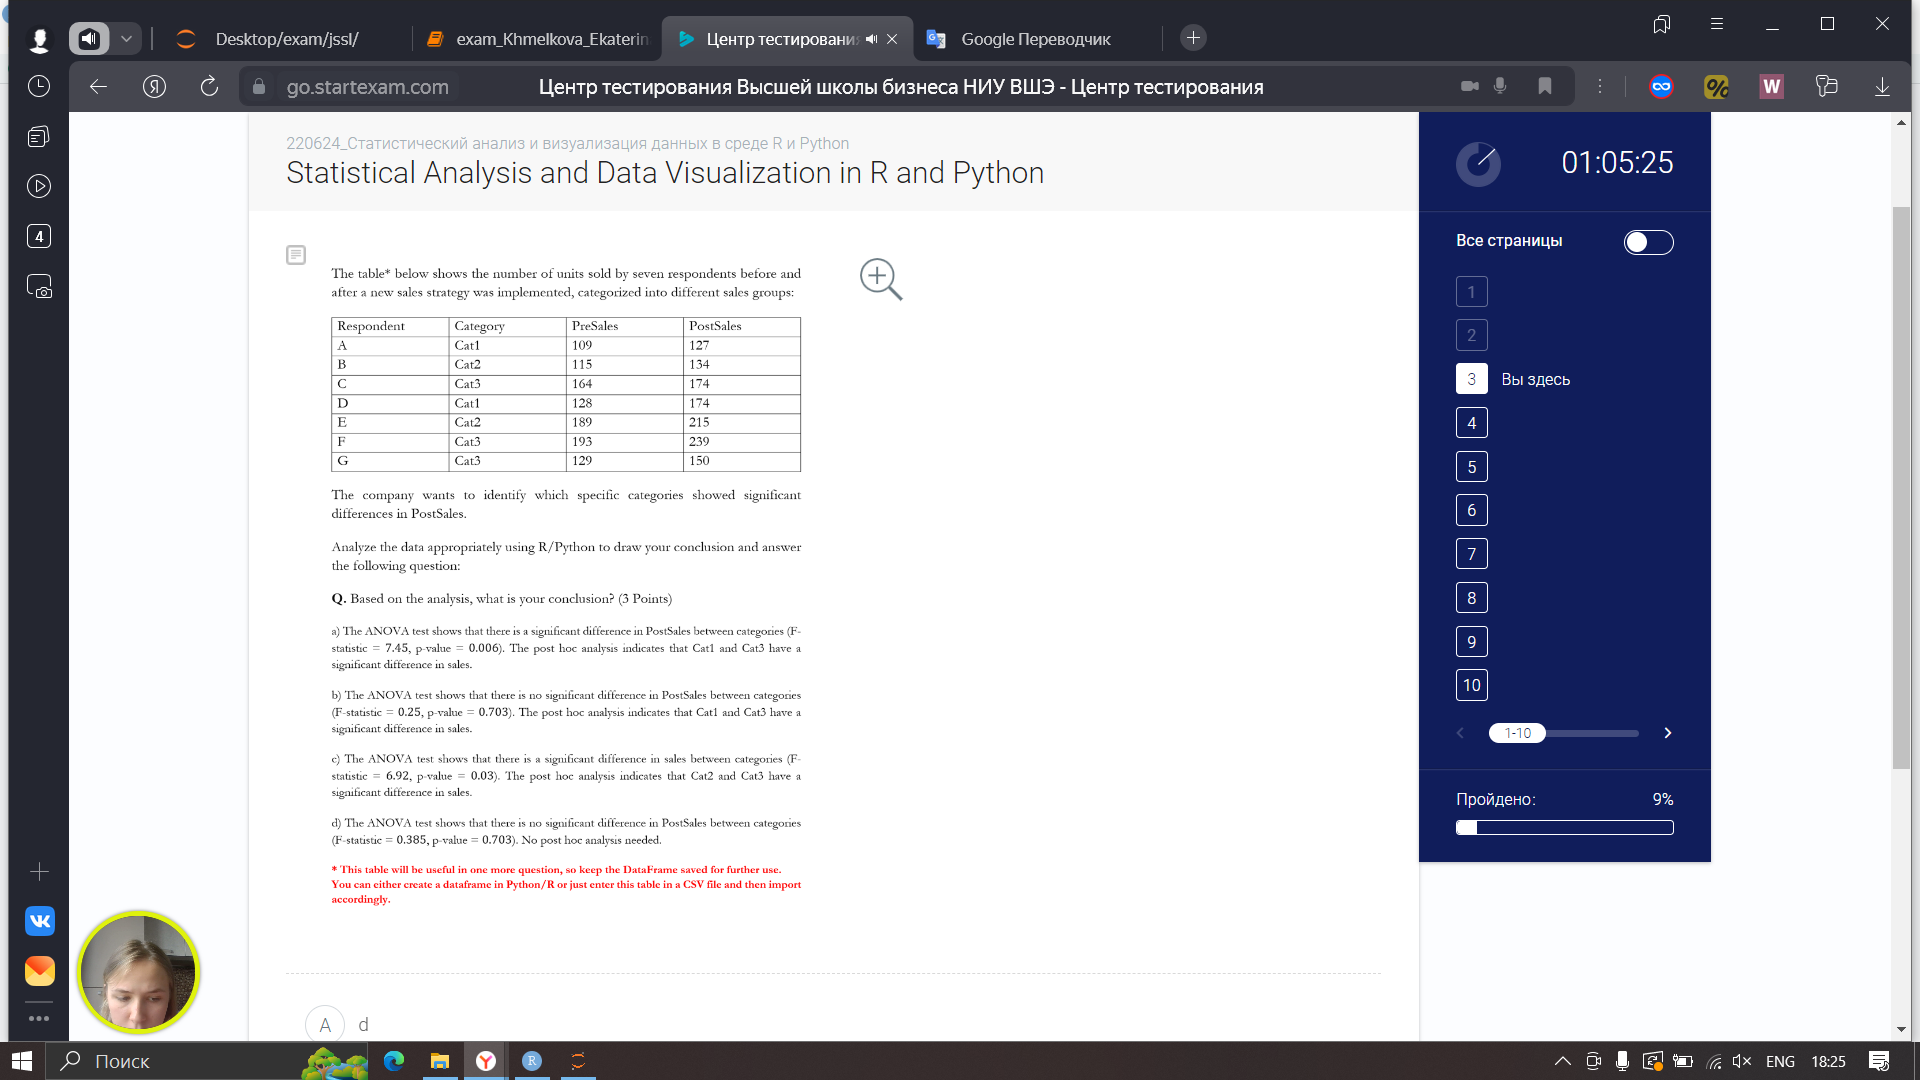 Desktop/exam/jssl/
exam_Khmelkova_Ekaterin
Центр тестирования
Google Переводчик
go.startexam.com
Центр тестирования Высшей школы бизнеса НИУ ВШЭ - Центр тестирования
220624_Статистический анализ и визуализация данных в среде R и Python
Statistical Analysis and Data Visualization in R and Python
The table* below shows the number of units sold by seven respondents before and
after a new sales strategy was implemented, categorized into different sales groups:
Respondent Category PreSales PostSales
A Cat1 109 127
B Cat2 115 134
C Cat3 164 174
D Cat1 128 174
E Cat2 189 215
F Cat3 193 239
G Cat3 129 150
The company wants to identify which specific categories showed significant
differences in PostSales.
Analyze the data appropriately using R/Python to draw your conclusion and answer
the following question:
Q. Based on the analysis, what is your conclusion? (3 Points)
a) The ANOVA test shows that there is a significant difference in PostSales between categories (F-
statistic = 7.45, p-value = 0.006). The post hoc analysis indicates that Cat1 and Cat3 have a
significant difference in sales.
b) The ANOVA test shows that there is no significant difference in PostSales between categories
(F-statistic = 0.25, p-value = 0.703). The post hoc analysis indicates that Cat1 and Cat3 have a
significant difference in sales.
c) The ANOVA test shows that there is a significant difference in sales between categories (F-
statistic = 6.92, p-value = 0.03). The post hoc analysis indicates that Cat2 and Cat3 have a
significant difference in sales.
d) The ANOVA test shows that there is no significant difference in PostSales between categories
(F-statistic = 0.385, p-value = 0.703). No post hoc analysis needed.
* This table will be useful in one more question, so keep the DataFrame saved for further use.
You can either create a dataframe in Python/R or just enter this table in a CSV file and then import
accordingly.
A d
01:05:25
Все страницы
1
2
3 Вы здесь
4
5
6
7
8
9
10
1-10
Пройдено: 9%
4
Поиск
ENG 18:25